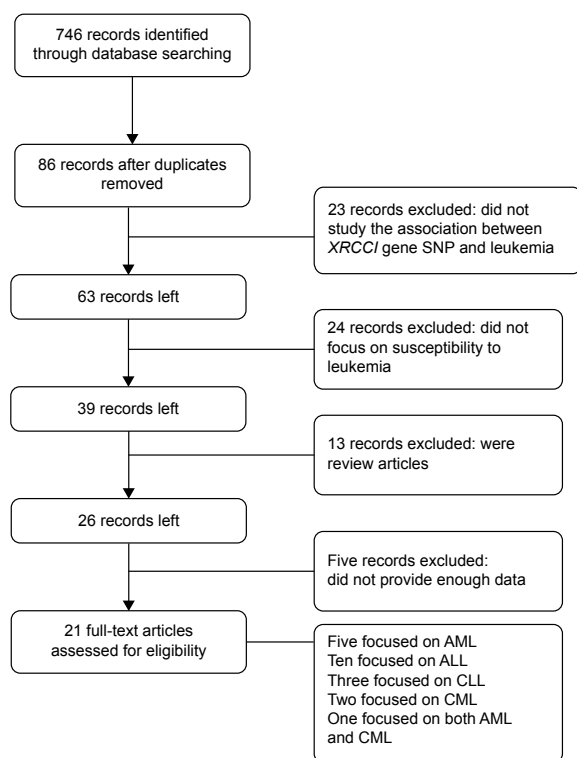 746 records identified
through database searching
86 records after duplicates
removed
23 records excluded: did not
study the association between
XRCCI gene SNP and leukemia
63 records left
24 records excluded: did not
focus on susceptibility to
leukemia
39 records left
13 records excluded: were
review articles
26 records left
Five records excluded:
did not provide enough data
21 full-text articles
assessed for eligibility
Five focused on AML
Ten focused on ALL
Three focused on CLL
Two focused on CML
One focused on both AML
and CML